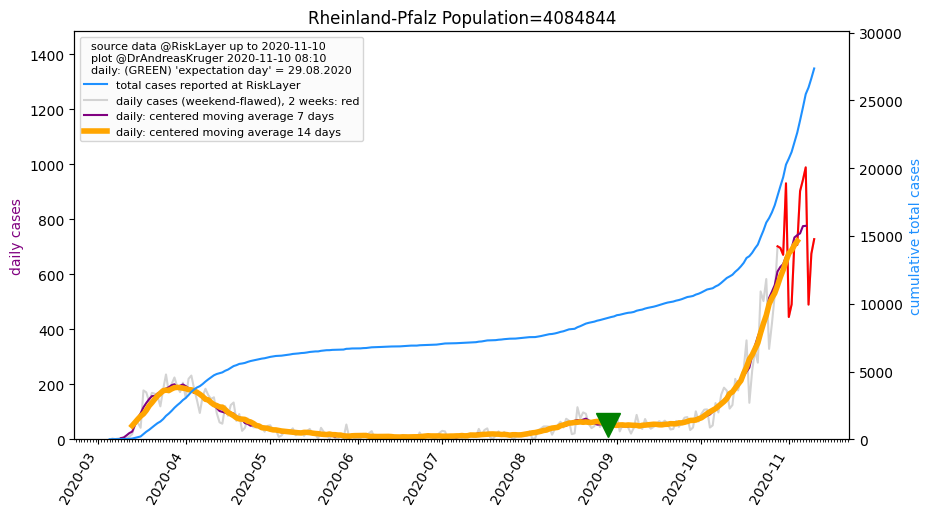 Rheinland-Pfalz Population=4084844
source data @RiskLayer up to 2020-11-10
plot @DrAndreasKruger 2020-11-10 08:10
daily: (GREEN) 'expectation day' = 29.08.2020
total cases reported at RiskLayer
daily cases (weekend-flawed), 2 weeks: red
daily: centered moving average 7 days
daily: centered moving average 14 days
daily cases
1400
1200
1000
800
600
400
200
0
cumulative total cases
30000
25000
20000
15000
10000
5000
0
2020-03
2020-04
2020-05
2020-06
2020-07
2020-08
2020-09
2020-10
2020-11